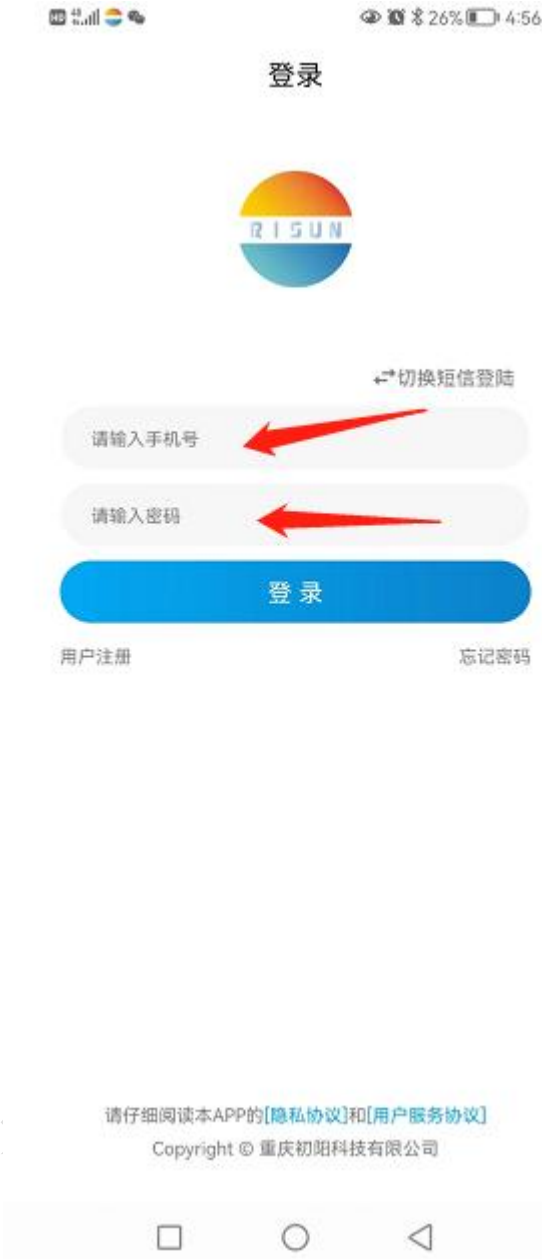 HD 26% 4:56
登录
RISUN
切换短信登陆
请输入手机号
请输入密码
登 录
用户注册
忘记密码
请仔细阅读本APP的[隐私协议]和[用户服务协议]
Copyright © 重庆初阳科技有限公司